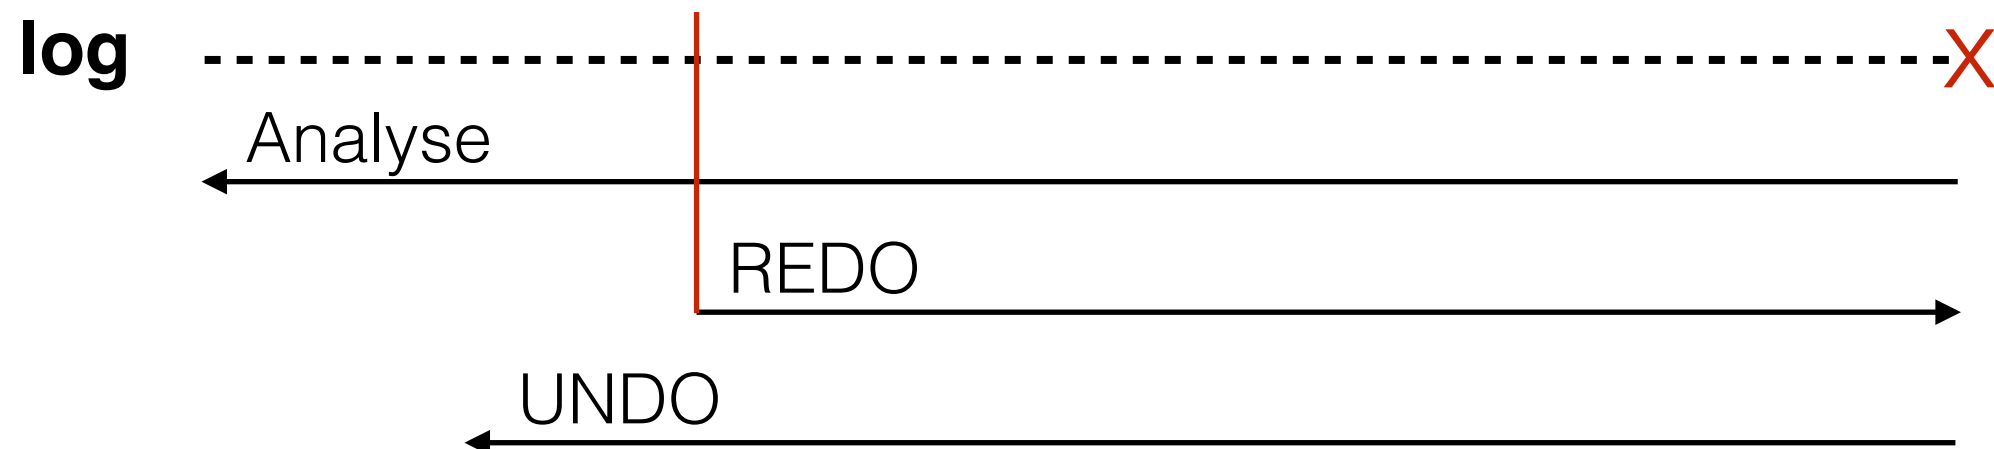 log
X
Analyse
REDO
UNDO